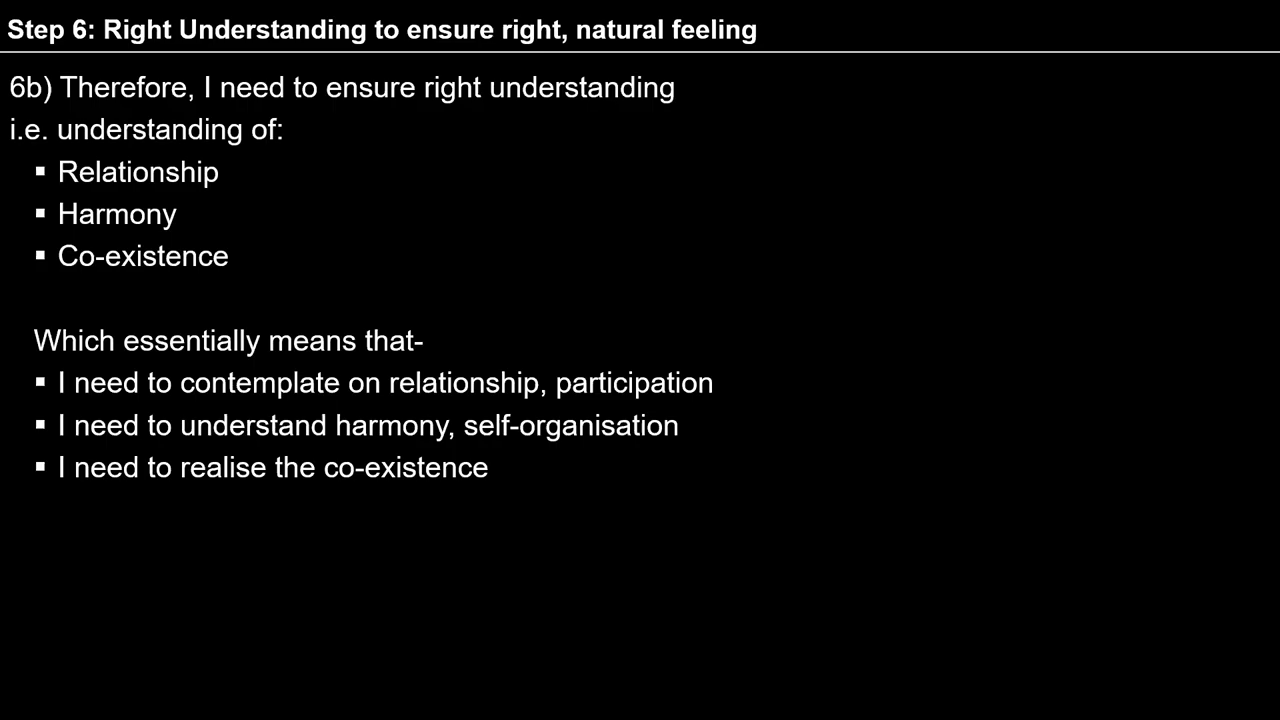 Step 6: Right Understanding to ensure right, natural feeling
6b) Therefore, I need to ensure right understanding
i.e. understanding of:
▪ Relationship
▪ Harmony
▪ Co-existence
Which essentially means that-
▪ I need to contemplate on relationship, participation
▪ I need to understand harmony, self-organisation
▪ I need to realise the co-existence